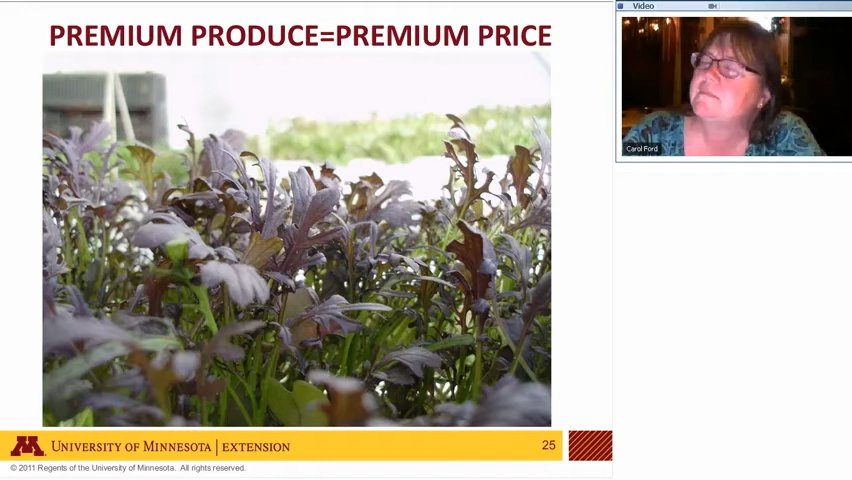 PREMIUM PRODUCE=PREMIUM PRICE
Video
Carol Ford
UNIVERSITY OF MINNESOTA | EXTENSION
25
© 2011 Regents of the University of Minnesota. All rights reserved.